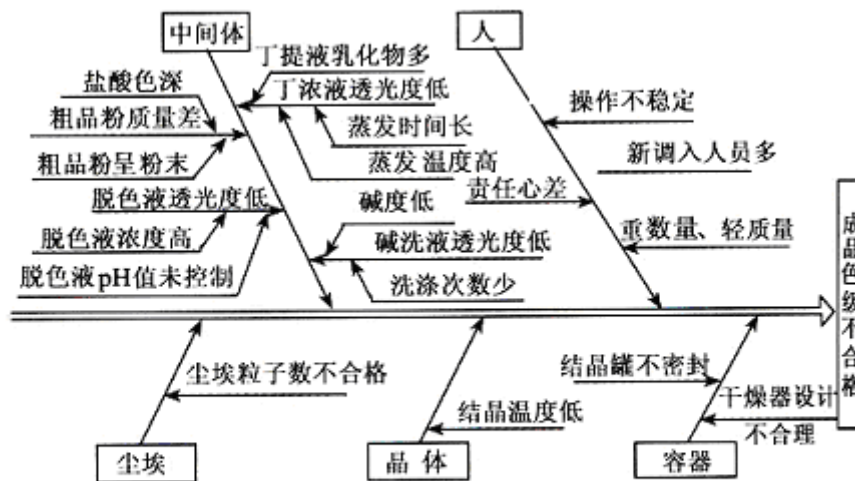 中间体
人
丁提液乳化物多
盐酸色深
丁浓液透光度低
操作不稳定
粗品粉质量差
蒸发时间长
粗品粉呈粉末
蒸发温度高
新调入人员多
脱色液透光度低
碱度低
责任心差
脱色液浓度高
碱洗液透光度低
重数量、轻质量
脱色液pH值未控制
洗涤次数少
成品色级不合格
尘埃粒子数不合格
结晶罐不密封
结晶温度低
干燥器设计
不合理
尘埃
晶体
容器